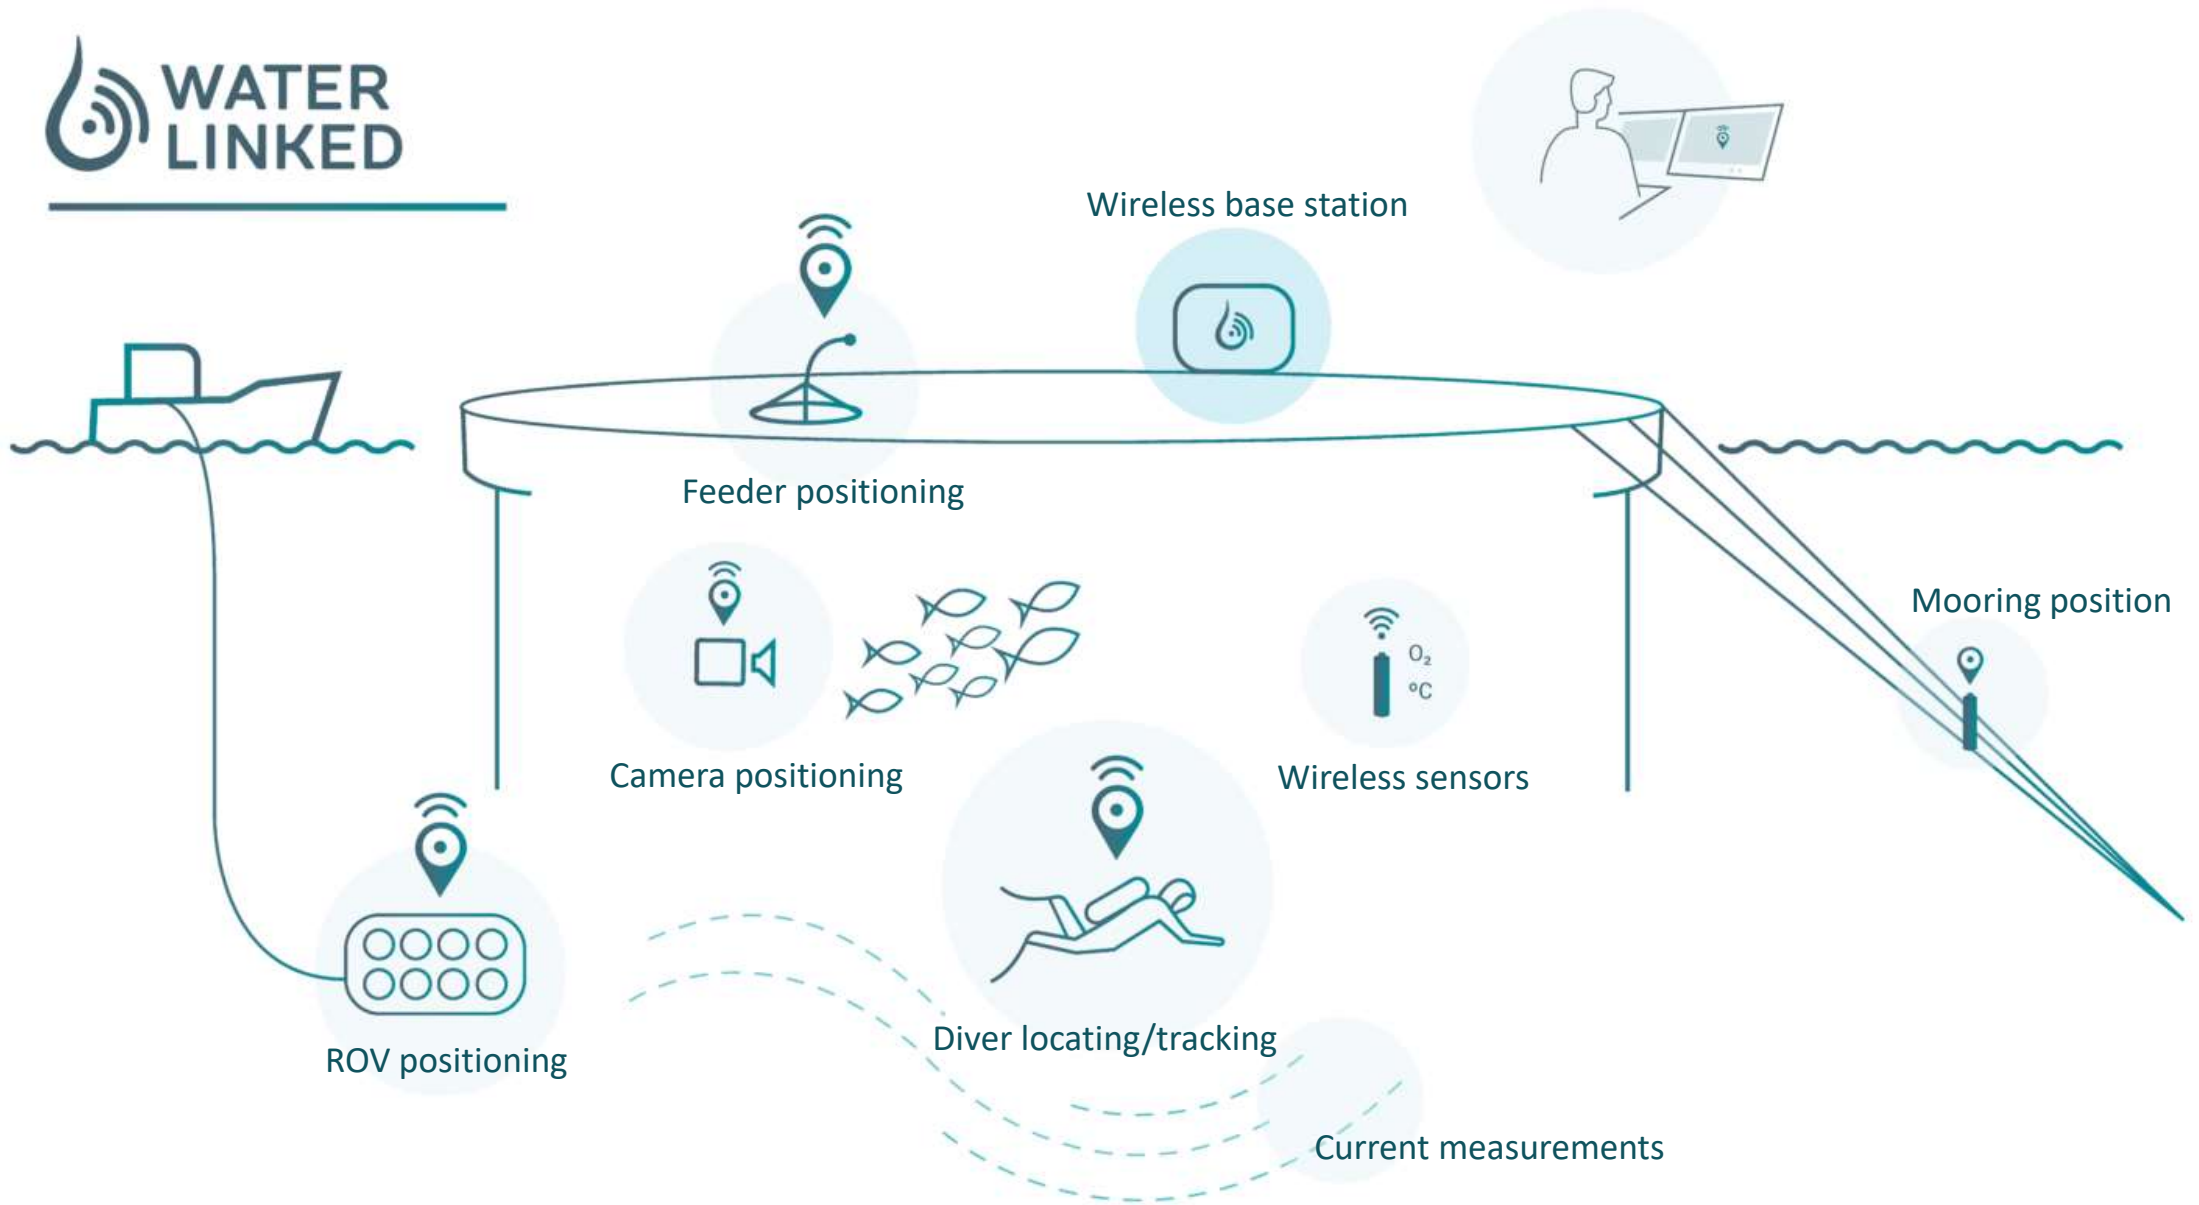 WATER
LINKED
Wireless base station
Feeder positioning
Mooring position
O₂
ºC
Camera positioning
Wireless sensors
Diver locating/tracking
ROV positioning
Current measurements